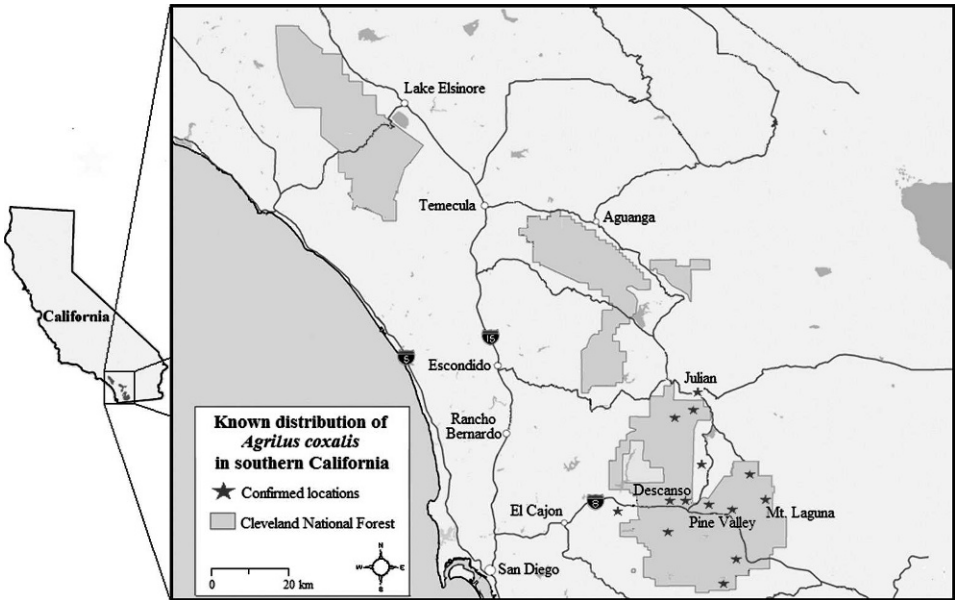 California
Lake Elsinore
Temecula
Aguanga
15
5
Escondido
Julian
Rancho
Bernardo
Known distribution of
Agrilus coxalis
in southern California
Confirmed locations
Cleveland National Forest
0 20 km
N
W E
S
Descanso
8
El Cajon
Pine Valley
Mt. Laguna
San Diego